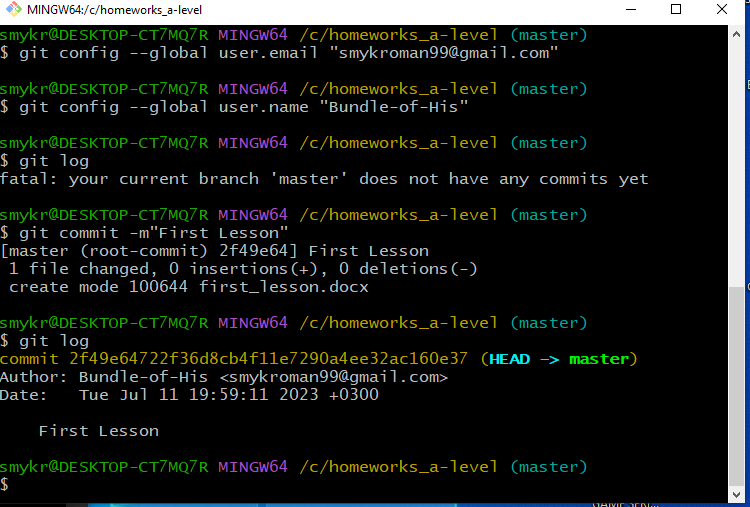 MINGW64:/c/homeworks_a-level
smykr@DESKTOP-CT7MQ7R MINGW64 /c/homeworks_a-level (master)
$ git config --global user.email "smykroman99@gmail.com"
smykr@DESKTOP-CT7MQ7R MINGW64 /c/homeworks_a-level (master)
$ git config --global user.name "Bundle-of-His"
smykr@DESKTOP-CT7MQ7R MINGW64 /c/homeworks_a-level (master)
$ git log
fatal: your current branch 'master' does not have any commits yet
smykr@DESKTOP-CT7MQ7R MINGW64 /c/homeworks_a-level (master)
$ git commit -m"First Lesson"
[master (root-commit) 2f49e64] First Lesson
 1 file changed, 0 insertions(+), 0 deletions(-)
 create mode 100644 first_lesson.docx
smykr@DESKTOP-CT7MQ7R MINGW64 /c/homeworks_a-level (master)
$ git log
commit 2f49e64722f36d8cb4f11e7290a4ee32ac160e37 (HEAD -> master)
Author: Bundle-of-His <smykroman99@gmail.com>
Date:   Tue Jul 11 19:59:11 2023 +0300
    First Lesson
smykr@DESKTOP-CT7MQ7R MINGW64 /c/homeworks_a-level (master)
$